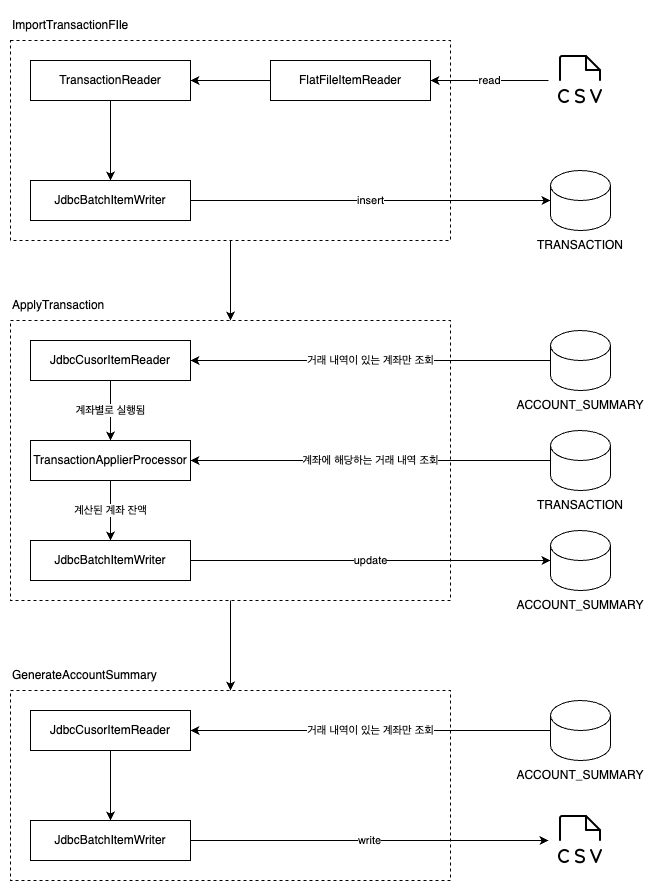 ImportTransactionFIle
TransactionReader
FlatFileItemReader
read
CSV
JdbcBatchItemWriter
insert
TRANSACTION
ApplyTransaction
JdbcCusorItemReader
거래 내역이 있는 계좌만 조회
ACCOUNT_SUMMARY
계좌별로 실행됨
TransactionApplierProcessor
계좌에 해당하는 거래 내역 조회
TRANSACTION
계산된 계좌 잔액
JdbcBatchItemWriter
update
ACCOUNT_SUMMARY
GenerateAccountSummary
JdbcCusorItemReader
거래 내역이 있는 계좌만 조회
ACCOUNT_SUMMARY
JdbcBatchItemWriter
write
CSV